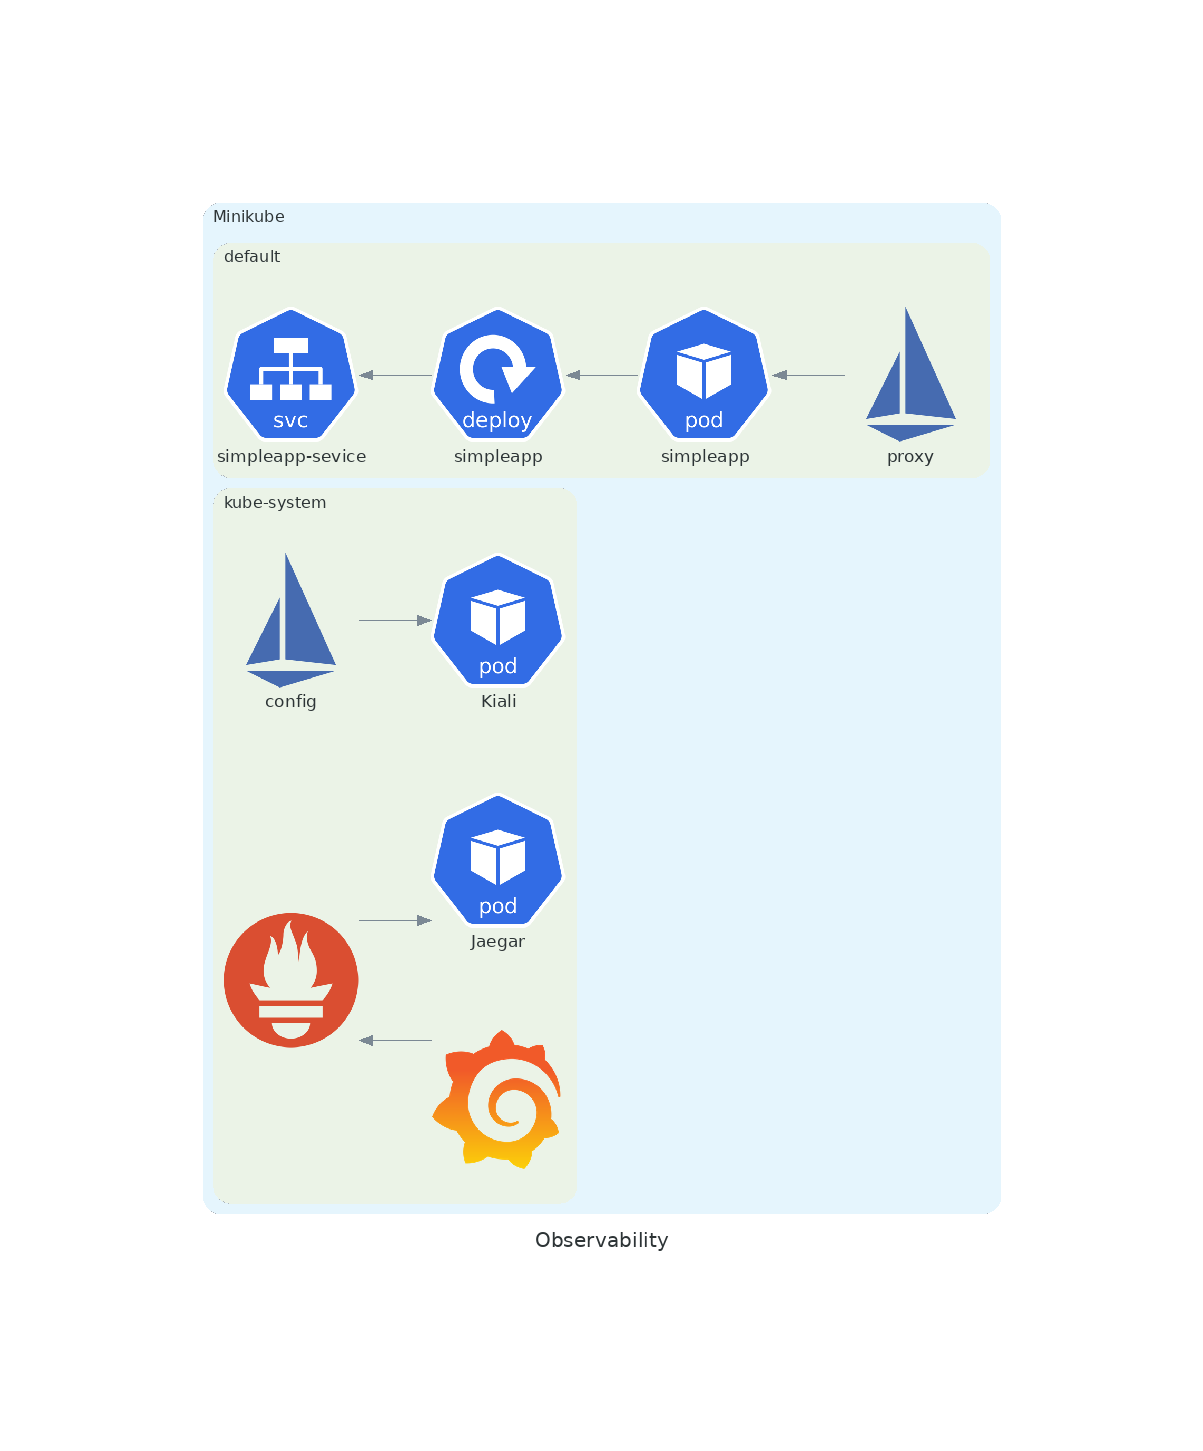 Minikube
default
svc
deploy
pod
simpleapp-sevice
simpleapp
simpleapp
proxy
kube-system
pod
config
Kiali
pod
Jaegar
Observability